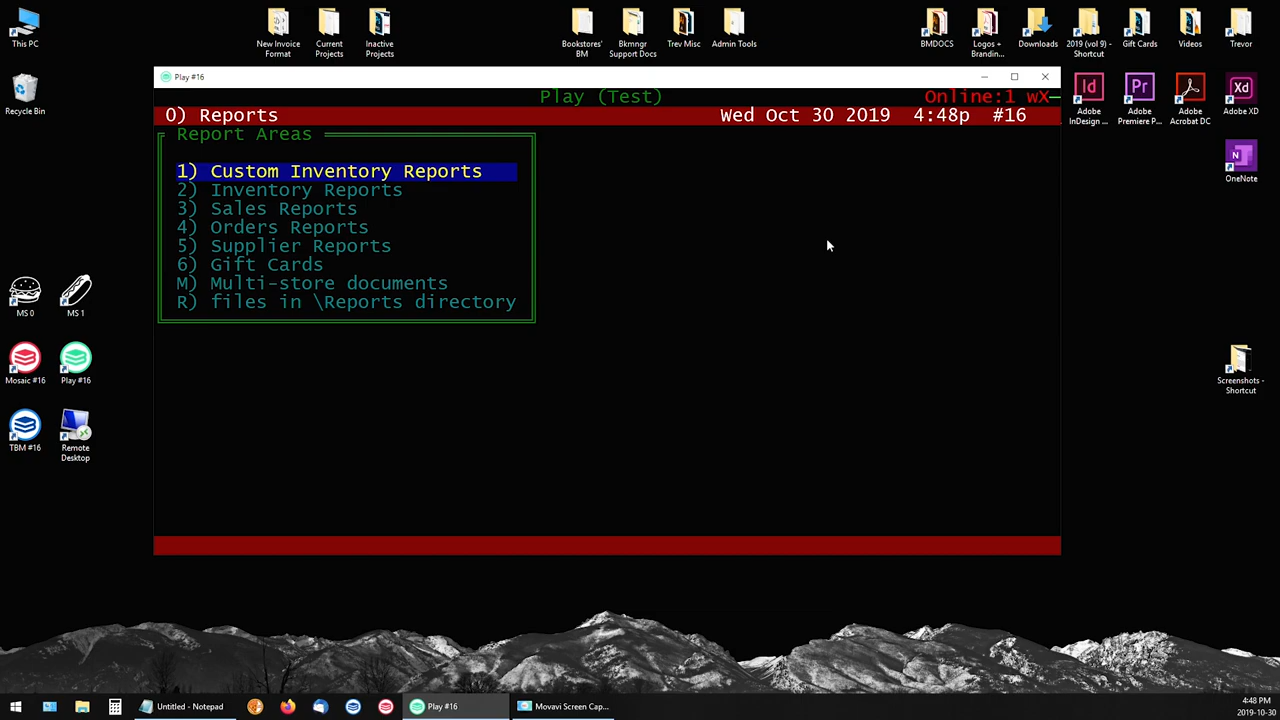 This PC
Recycle Bin
New Invoice
Format
Current
Projects
Inactive
Projects
Bookstores'
BM
Bkmngr
Support Docs
Trev Misc
Admin Tools
BMDOCS
Logos +
Brandin...
Downloads
2019 (vol 9) -
Shortcut
Gift Cards
Videos
Trevor
Adobe
InDesign ...
Adobe
Premiere P...
Adobe
Acrobat DC
Adobe XD
OneNote
Screenshots -
Shortcut
MS 0
MS 1
Mosaic #16
Play #16
TBM #16
Remote
Desktop
Play #16
Play (Test)
Online:1 wX
O) Reports
Wed Oct 30 2019 4:48p #16
Report Areas
1) Custom Inventory Reports
2) Inventory Reports
3) Sales Reports
4) Orders Reports
5) Supplier Reports
6) Gift Cards
M) Multi-store documents
R) files in \Reports directory
Untitled - Notepad
Play #16
Movavi Screen Cap...
4:48 PM
2019-10-30
Id
Pr
Xd
N